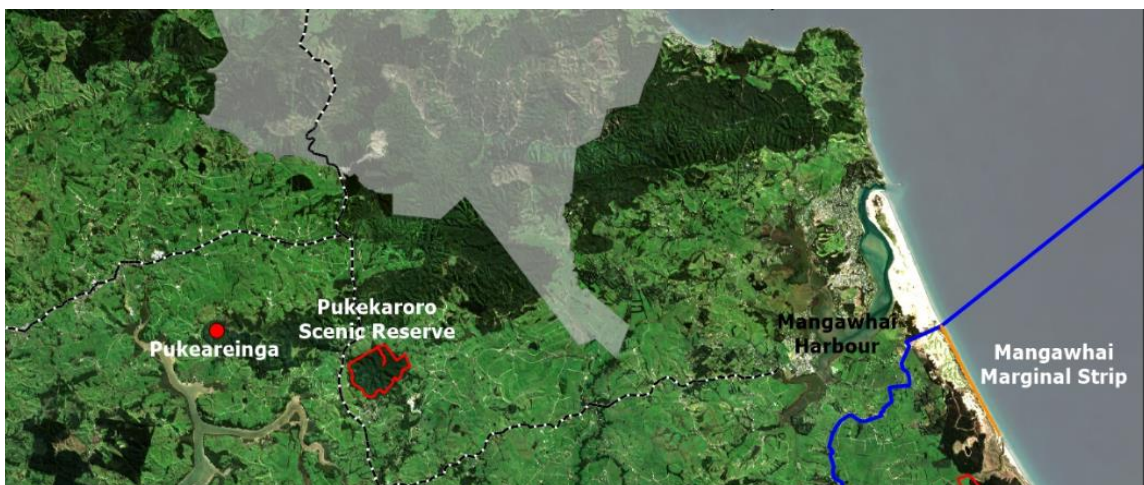 Pukekaroro
Scenic Reserve
Pukeareinga
Mangawhai
Harbour
Mangawhai
Marginal Strip